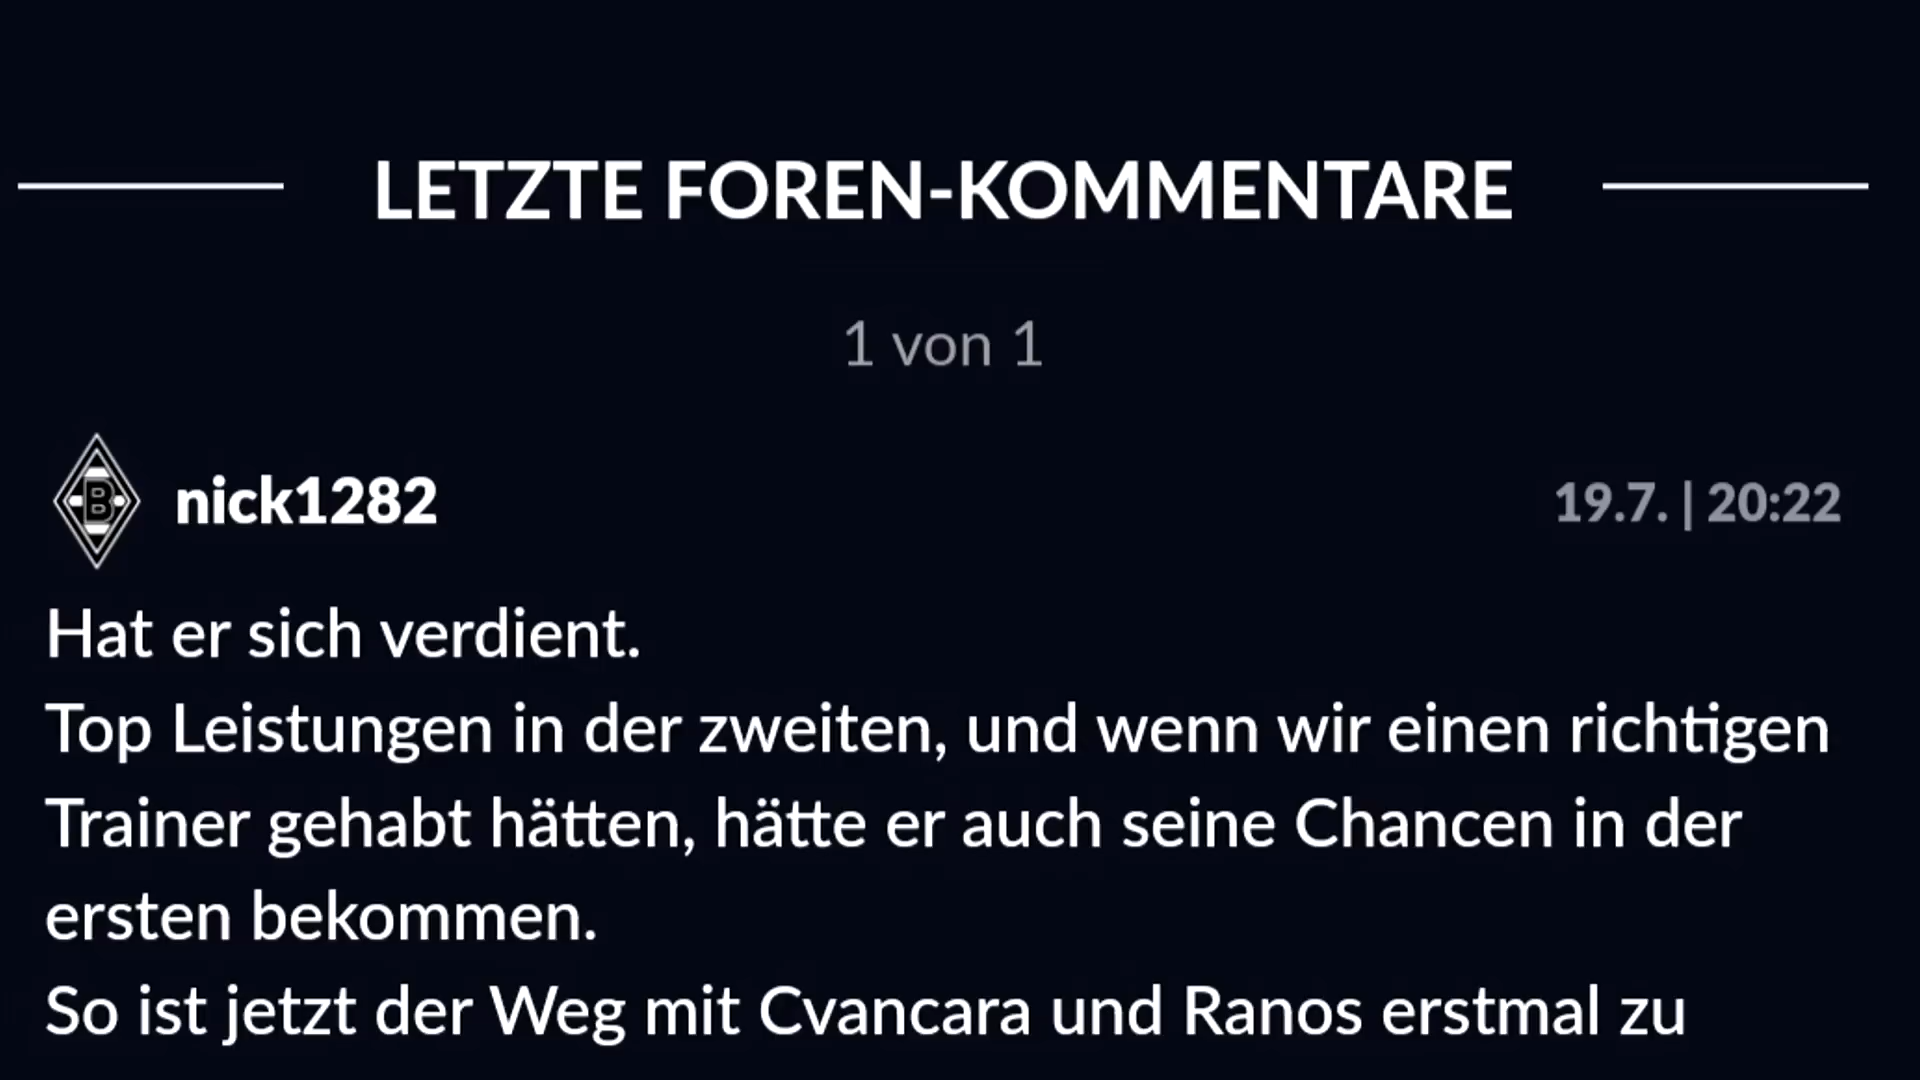 LETZTE FOREN-KOMMENTARE
1 von 1
B
nick1282
19.7. | 20:22
Hat er sich verdient.
Top Leistungen in der zweiten, und wenn wir einen richtigen
Trainer gehabt hätten, hätte er auch seine Chancen in der
ersten bekommen.
So ist jetzt der Weg mit Cvancara und Ranos erstmal zu